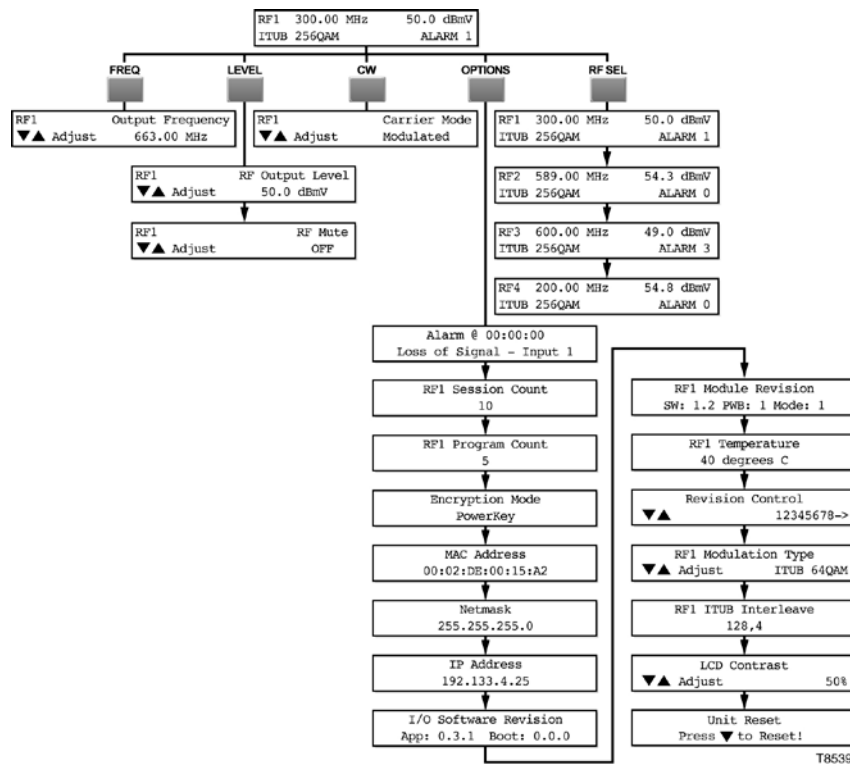 RF1 300.00 MHz 50.0 dBmV
ITUB 256QAM ALARM 1
FREQ LEVEL CW OPTIONS RF SEL
RF1 Output Frequency
▼▲ Adjust 663.00 MHz
RF1 Carrier Mode
▼▲ Adjust Modulated
RF1 300.00 MHz 50.0 dBmV
ITUB 256QAM ALARM 1
RF1 RF Output Level
▼▲ Adjust 50.0 dBmV
RF2 589.00 MHz 54.3 dBmV
ITUB 256QAM ALARM 0
RF1 RF Mute
▼▲ Adjust OFF
RF3 600.00 MHz 49.0 dBmV
ITUB 256QAM ALARM 3
RF4 200.00 MHz 54.8 dBmV
ITUB 256QAM ALARM 0
Alarm @ 00:00:00
Loss of Signal - Input 1
RF1 Session Count
10
RF1 Program Count
5
Encryption Mode
PowerKey
MAC Address
00:02:DE:00:15:A2
Netmask
255.255.255.0
IP Address
192.133.4.25
I/O Software Revision
App: 0.3.1 Boot: 0.0.0
RF1 Module Revision
SW: 1.2 PWB: 1 Mode: 1
RF1 Temperature
40 degrees C
Revision Control
▼▲ 12345678->
RF1 Modulation Type
▼▲ Adjust ITUB 64QAM
RF1 ITUB Interleave
128,4
LCD Contrast
▼▲ Adjust 50%
Unit Reset
Press ▼ to Reset!
T8539